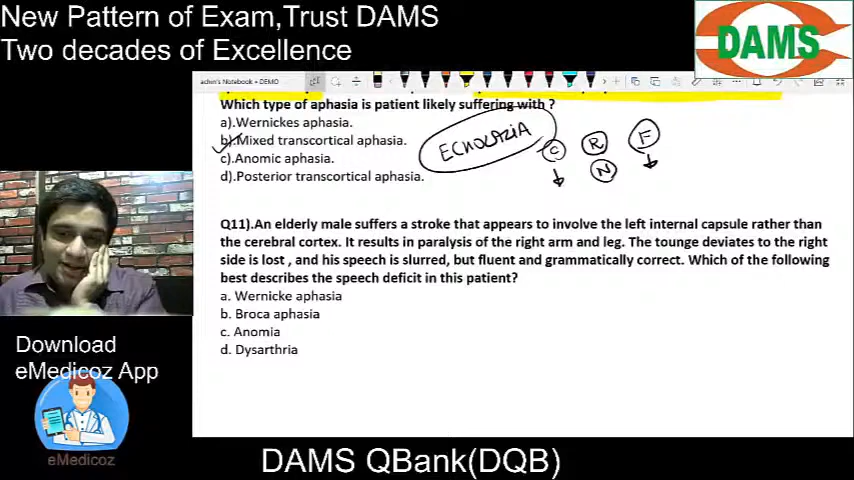 New Pattern of Exam,Trust DAMS
Two decades of Excellence
DAMS
achin's Notebook • DEMO
Which type of aphasia is patient likely suffering with ?
a).Wernickes aphasia.
b).Mixed transcortical aphasia.
c).Anomic aphasia.
d).Posterior transcortical aphasia.
ECHOLAZIA
C R F
N
Q11).An elderly male suffers a stroke that appears to involve the left internal capsule rather than
the cerebral cortex. It results in paralysis of the right arm and leg. The tounge deviates to the right
side is lost , and his speech is slurred, but fluent and grammatically correct. Which of the following
best describes the speech deficit in this patient?
a. Wernicke aphasia
b. Broca aphasia
c. Anomia
d. Dysarthria
Download
eMedicoz App
eMedicoz
DAMS QBank(DQB)